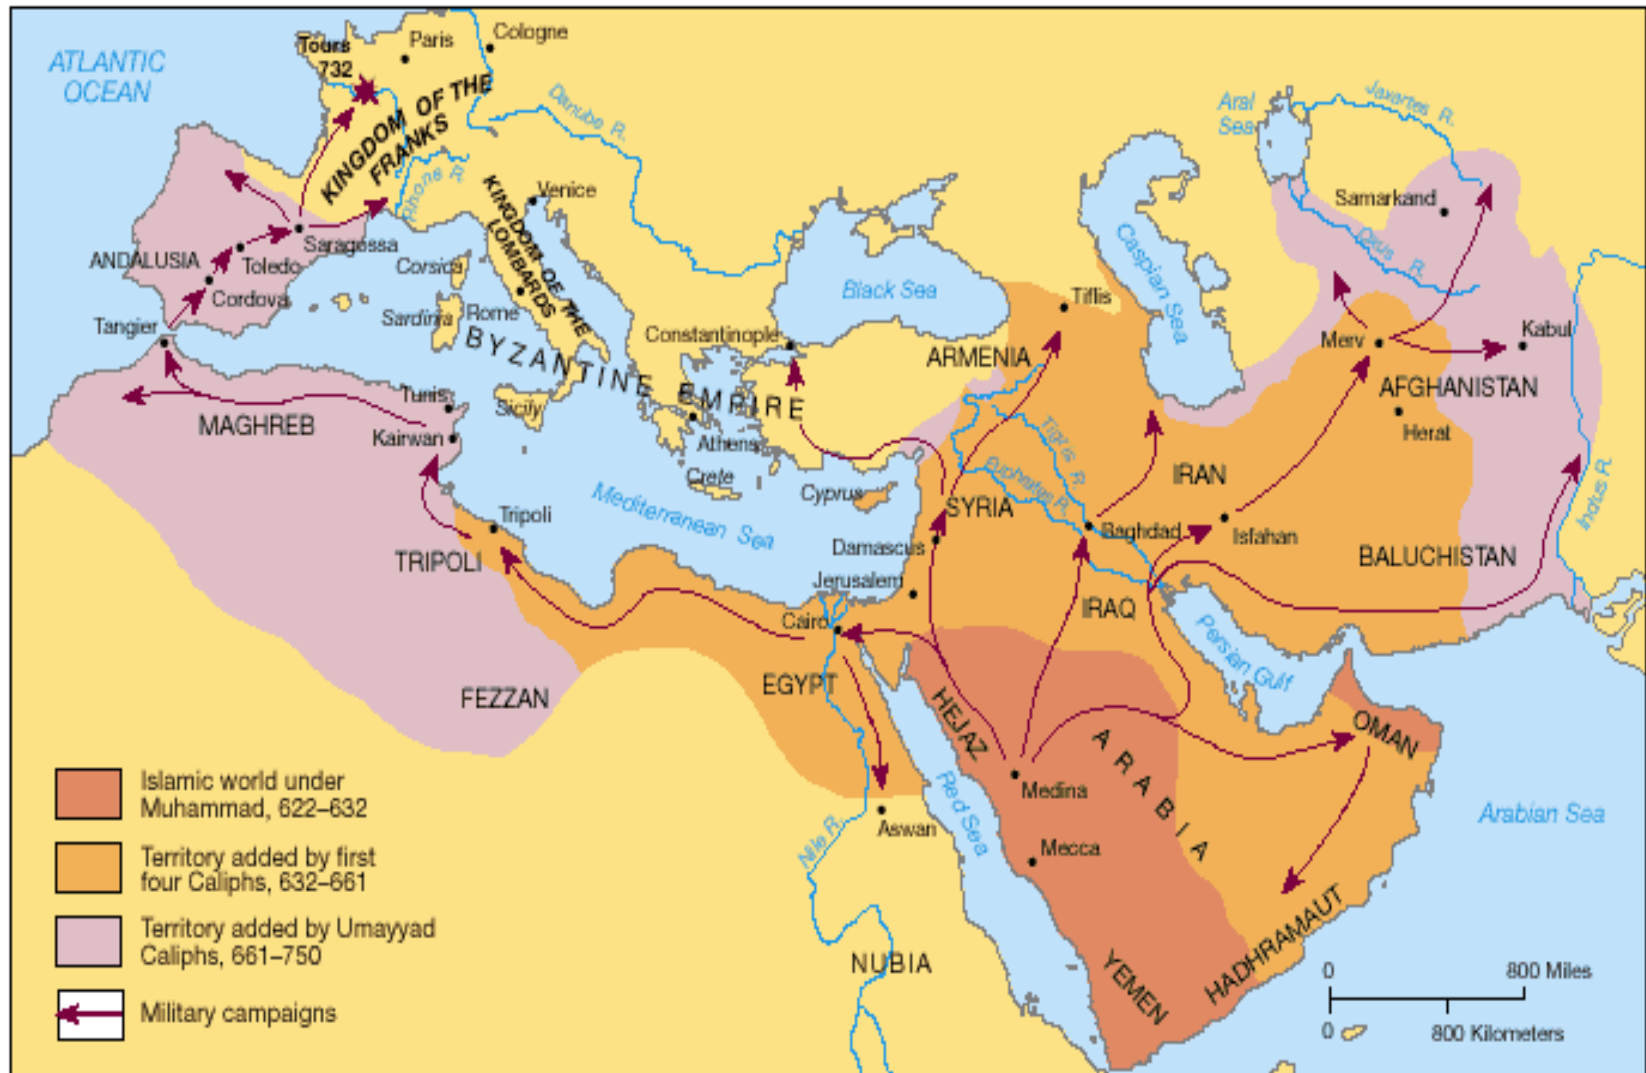 ATLANTIC
OCEAN
Tours
732
Paris
Cologne
KINGDOM OF THE
FRANKS
Danube R.
Rhone R.
KINGDOM OF THE
LOMBARDS
Venice
Aral
Sea
Jaxartes R.
Samarkand
Oxus R.
Caspian Sea
Black Sea
Tiflis
ANDALUSIA
Saragossa
Toledo
Cordova
Tangier
Corsica
Sardinia
Rome
BYZANTINE EMPIRE
Constantinople
ARMENIA
Merv
Kabul
AFGHANISTAN
Herat
MAGHREB
Tunis
Kairwan
Sicily
Athens
Crete
Cyprus
Tigris R.
Euphrates R.
SYRIA
IRAN
Indus R.
Mediterranean Sea
Tripoli
TRIPOLI
Damascus
Baghdad
Isfahan
BALUCHISTAN
Jerusalem
IRAQ
Cairo
Persian Gulf
FEZZAN
EGYPT
HEJAZ
ARABIA
OMAN
Medina
Red Sea
Mecca
Aswan
Nile R.
Arabian Sea
NUBIA
YEMEN
HADHRAMAUT
Islamic world under
Muhammad, 622–632
Territory added by first
four Caliphs, 632–661
Territory added by Umayyad
Caliphs, 661–750
Military campaigns
0 800 Miles
0 800 Kilometers